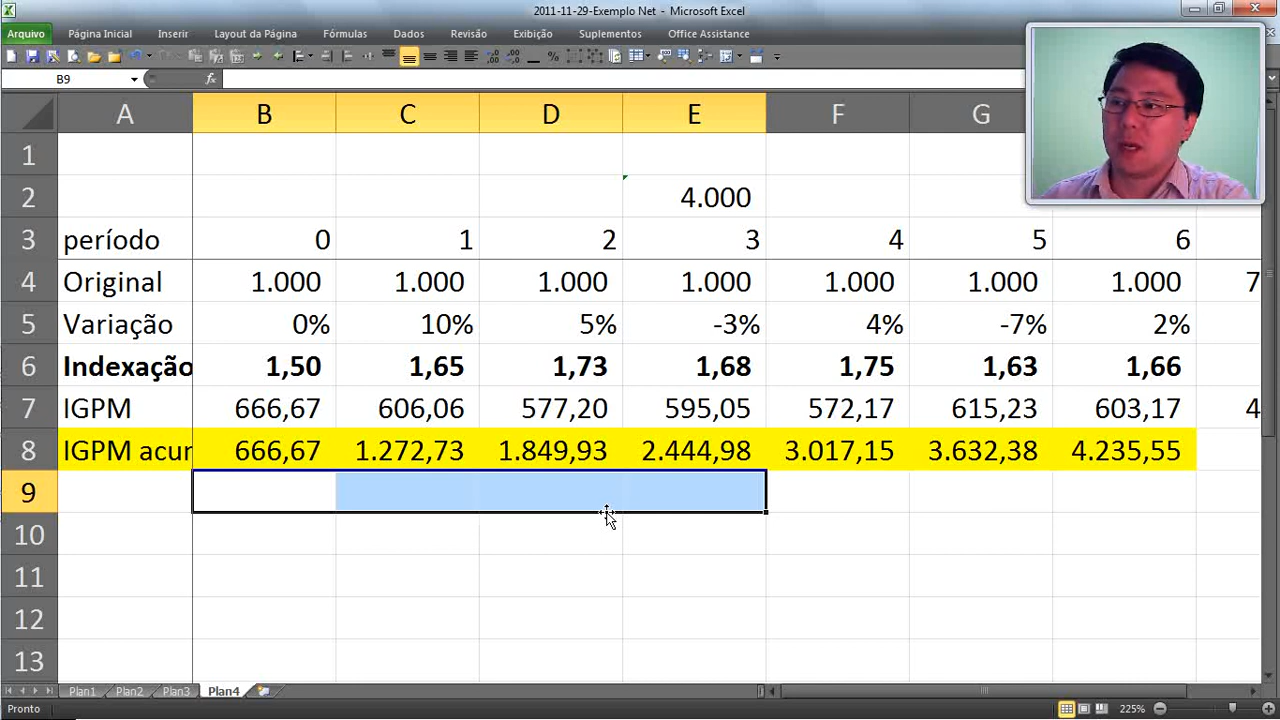 2011-11-29-Exemplo Net - Microsoft Excel
Arquivo Página Inicial Inserir Layout da Página Fórmulas Dados Revisão Exibição Suplementos Office Assistance
B9 fx
A B C D E F G
1
2 4.000
3 período 0 1 2 3 4 5 6
4 Original 1.000 1.000 1.000 1.000 1.000 1.000 1.000 7
5 Variação 0% 10% 5% -3% 4% -7% 2%
6 Indexação 1,50 1,65 1,73 1,68 1,75 1,63 1,66
7 IGPM 666,67 606,06 577,20 595,05 572,17 615,23 603,17 4
8 IGPM acur 666,67 1.272,73 1.849,93 2.444,98 3.017,15 3.632,38 4.235,55
9
10
11
12
13
Plan1 Plan2 Plan3 Plan4
Pronto 225%